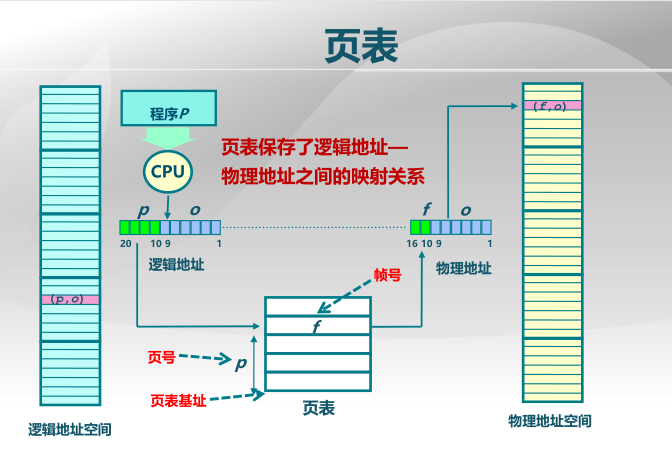 页表
程序P
CPU
页表保存了逻辑地址—
物理地址之间的映射关系
(f,o)
p o
f o
20 10 9 1
16 10 9 1
逻辑地址
物理地址
(p,o)
帧号
f
页号
p
页表基址
页表
逻辑地址空间
物理地址空间